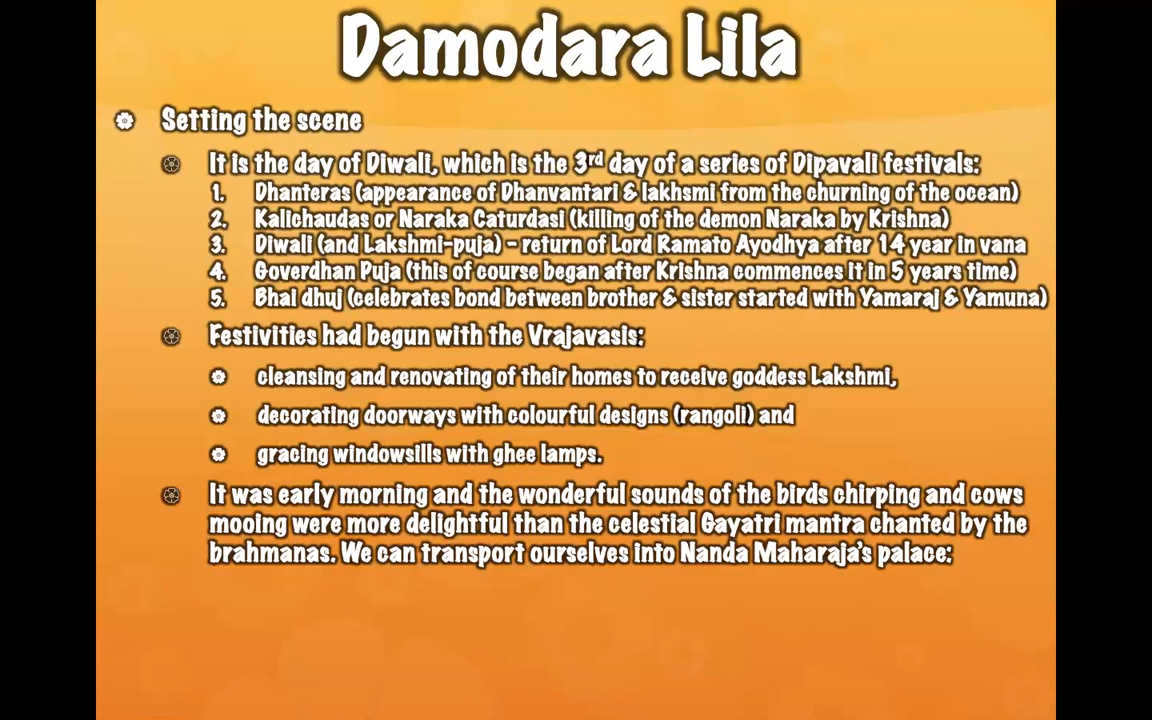 Damodara Lila
Setting the scene
It is the day of Diwali, which is the 3rd day of a series of Dipavali festivals:
1. Dhanteras (appearance of Dhanvantari & lakhsmi from the churning of the ocean)
2. Kalichaudas or Naraka Caturdasi (killing of the demon Naraka by Krishna)
3. Diwali (and Lakshmi-puja) - return of Lord Ramato Ayodhya after 14 year in vana
4. Goverdhan Puja (this of course began after Krishna commences it in 5 years time)
5. Bhai dhuj (celebrates bond between brother & sister started with Yamaraj & Yamuna)
Festivities had begun with the Vrajavasis:
cleansing and renovating of their homes to receive goddess Lakshmi,
decorating doorways with colourful designs (rangoli) and
gracing windowsills with ghee lamps.
It was early morning and the wonderful sounds of the birds chirping and cows
mooing were more delightful than the celestial Gayatri mantra chanted by the
brahmanas. We can transport ourselves into Nanda Maharaja's palace: